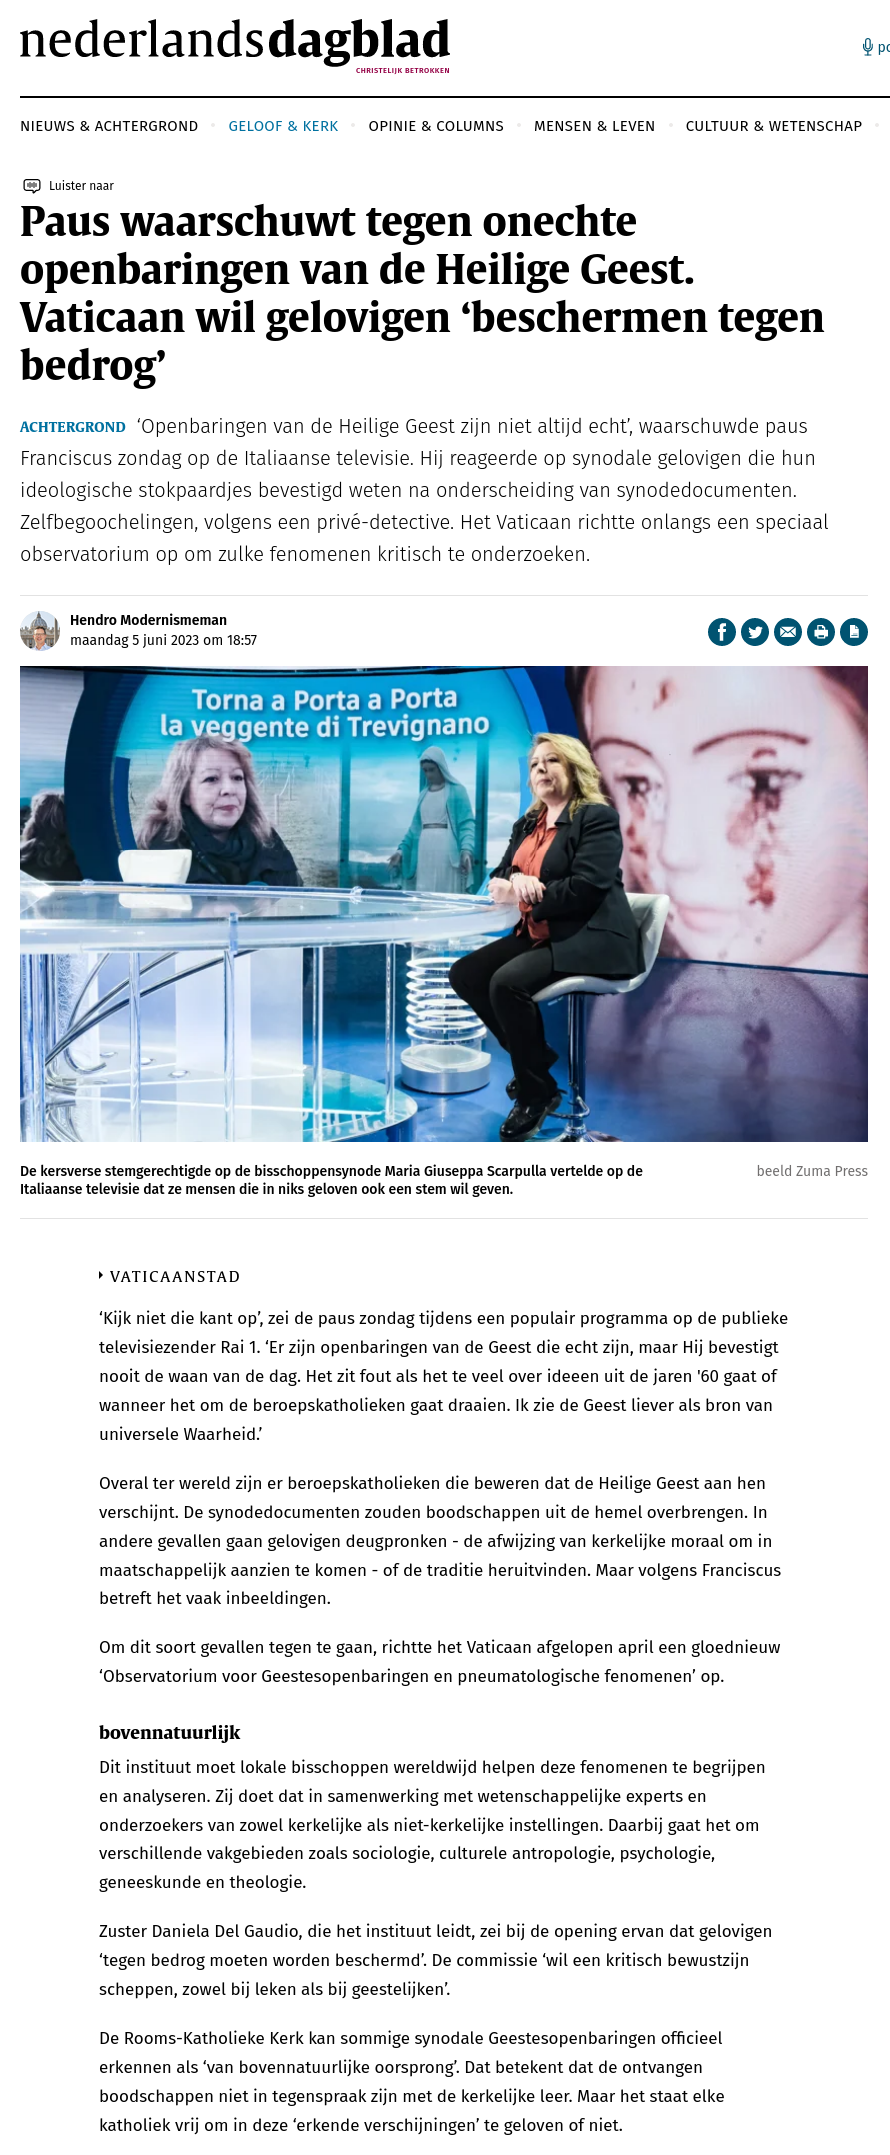 nederlandsdagblad
CHRISTELIJK BETROKKEN
po
NIEUWS & ACHTERGROND • GELOOF & KERK • OPINIE & COLUMNS • MENSEN & LEVEN • CULTUUR & WETENSCHAP •
Luister naar
Paus waarschuwt tegen onechte
openbaringen van de Heilige Geest.
Vaticaan wil gelovigen ‘beschermen tegen
bedrog’
ACHTERGROND ‘Openbaringen van de Heilige Geest zijn niet altijd echt’, waarschuwde paus
Franciscus zondag op de Italiaanse televisie. Hij reageerde op synodale gelovigen die hun
ideologische stokpaardjes bevestigd weten na onderscheiding van synodedocumenten.
Zelfbegoochelingen, volgens een privé-detective. Het Vaticaan richtte onlangs een speciaal
observatorium op om zulke fenomenen kritisch te onderzoeken.
Hendro Modernismeman
maandag 5 juni 2023 om 18:57
Torna a Porta a Porta
la veggente di Trevignano
De kersverse stemgerechtigde op de bisschoppensynode Maria Giuseppa Scarpulla vertelde op de
Italiaanse televisie dat ze mensen die in niks geloven ook een stem wil geven.
beeld Zuma Press
VATICAANSTAD
‘Kijk niet die kant op’, zei de paus zondag tijdens een populair programma op de publieke
televisiezender Rai 1. ‘Er zijn openbaringen van de Geest die echt zijn, maar Hij bevestigt
nooit de waan van de dag. Het zit fout als het te veel over ideeen uit de jaren '60 gaat of
wanneer het om de beroepskatholieken gaat draaien. Ik zie de Geest liever als bron van
universele Waarheid.’
Overal ter wereld zijn er beroepskatholieken die beweren dat de Heilige Geest aan hen
verschijnt. De synodedocumenten zouden boodschappen uit de hemel overbrengen. In
andere gevallen gaan gelovigen deugpronken - de afwijzing van kerkelijke moraal om in
maatschappelijk aanzien te komen - of de traditie heruitvinden. Maar volgens Franciscus
betreft het vaak inbeeldingen.
Om dit soort gevallen tegen te gaan, richtte het Vaticaan afgelopen april een gloednieuw
‘Observatorium voor Geestesopenbaringen en pneumatologische fenomenen’ op.
bovennatuurlijk
Dit instituut moet lokale bisschoppen wereldwijd helpen deze fenomenen te begrijpen
en analyseren. Zij doet dat in samenwerking met wetenschappelijke experts en
onderzoekers van zowel kerkelijke als niet-kerkelijke instellingen. Daarbij gaat het om
verschillende vakgebieden zoals sociologie, culturele antropologie, psychologie,
geneeskunde en theologie.
Zuster Daniela Del Gaudio, die het instituut leidt, zei bij de opening ervan dat gelovigen
‘tegen bedrog moeten worden beschermd’. De commissie ‘wil een kritisch bewustzijn
scheppen, zowel bij leken als bij geestelijken’.
De Rooms-Katholieke Kerk kan sommige synodale Geestesopenbaringen officieel
erkennen als ‘van bovennatuurlijke oorsprong’. Dat betekent dat de ontvangen
boodschappen niet in tegenspraak zijn met de kerkelijke leer. Maar het staat elke
katholiek vrij om in deze ‘erkende verschijningen’ te geloven of niet.